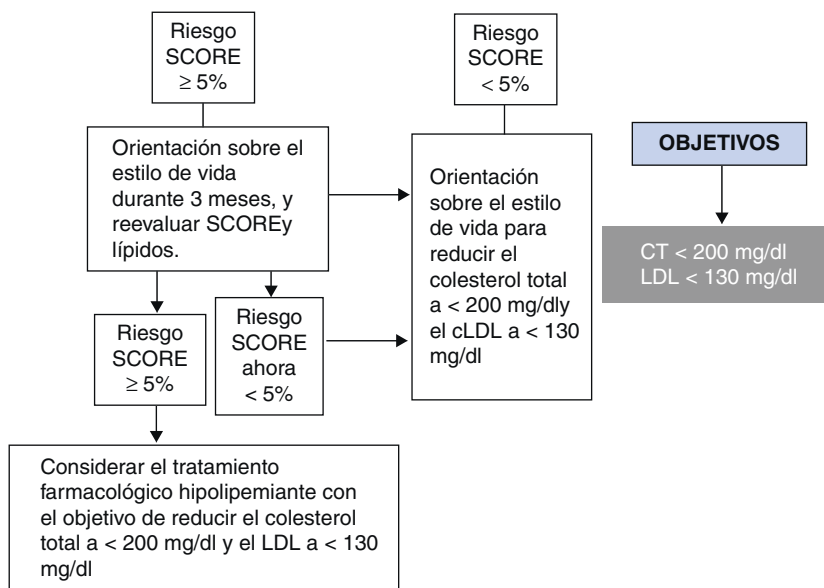 Riesgo
SCORE
≥ 5%
Riesgo
SCORE
< 5%
Orientación sobre el
estilo de vida
durante 3 meses, y
reevaluar SCOREy
lípidos.
Orientación
sobre el estilo
de vida para
reducir el
colesterol total
a < 200 mg/dly
el cLDL a < 130
mg/dl
OBJETIVOS
CT < 200 mg/dl
LDL < 130 mg/dl
Riesgo
SCORE
≥ 5%
Riesgo
SCORE
ahora
< 5%
Considerar el tratamiento
farmacológico hipolipemiante con
el objetivo de reducir el colesterol
total a < 200 mg/dl y el LDL a < 130
mg/dl